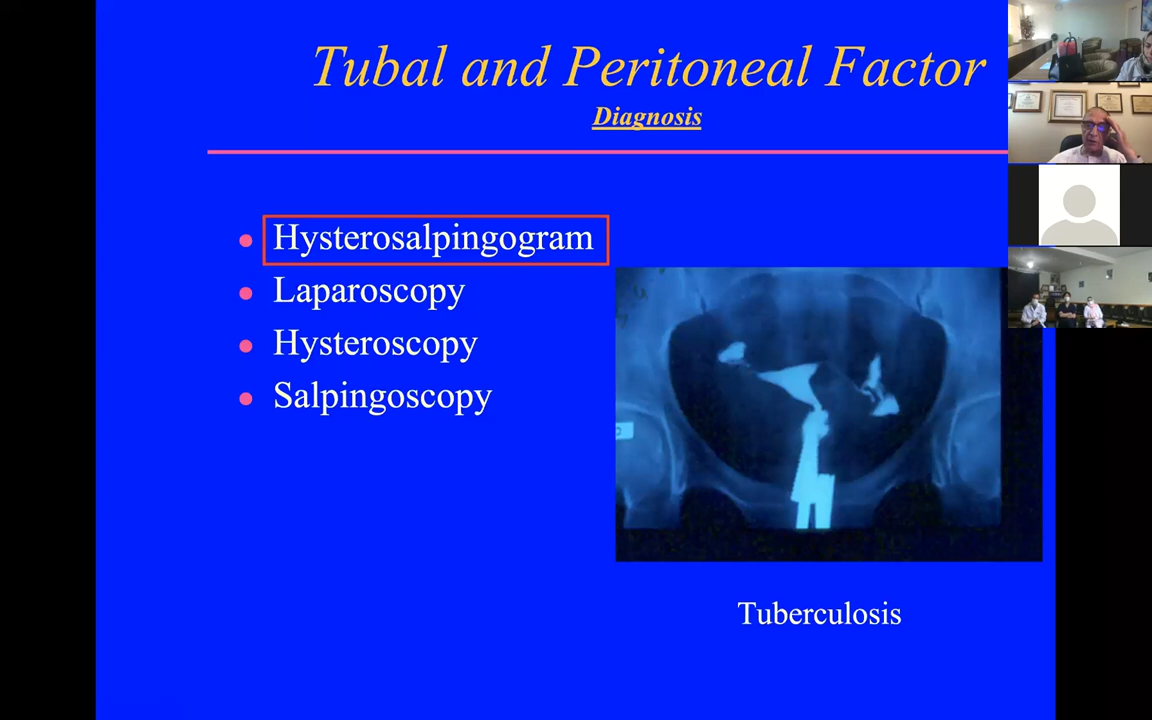 Tubal and Peritoneal Factor
Diagnosis
Hysterosalpingogram
Laparoscopy
Hysteroscopy
Salpingoscopy
Tuberculosis